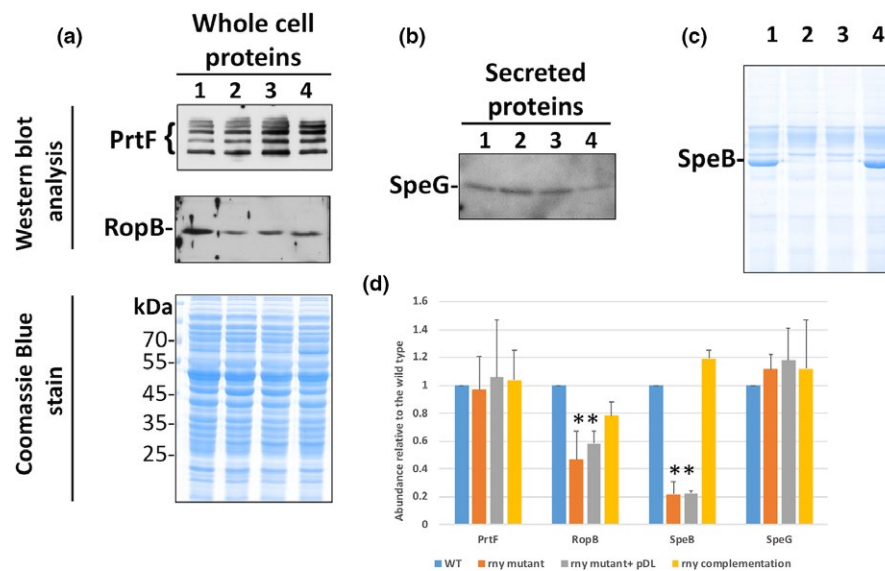 (a)
Whole cell
proteins
1 2 3 4
PrtF {
RopB-
Western blot
analysis
kDa
70-
55-
45-
35-
25-
Coomassie Blue
stain
(b)
Secreted
proteins
1 2 3 4
SpeG-
(c)
1 2 3 4
SpeB-
(d)
1.6
1.4
1.2
1
0.8
0.6
0.4
0.2
0
Abundance relative to the wild type
**
**
PrtF RopB SpeB SpeG
WT rny mutant rny mutant+ pDL rny complementation